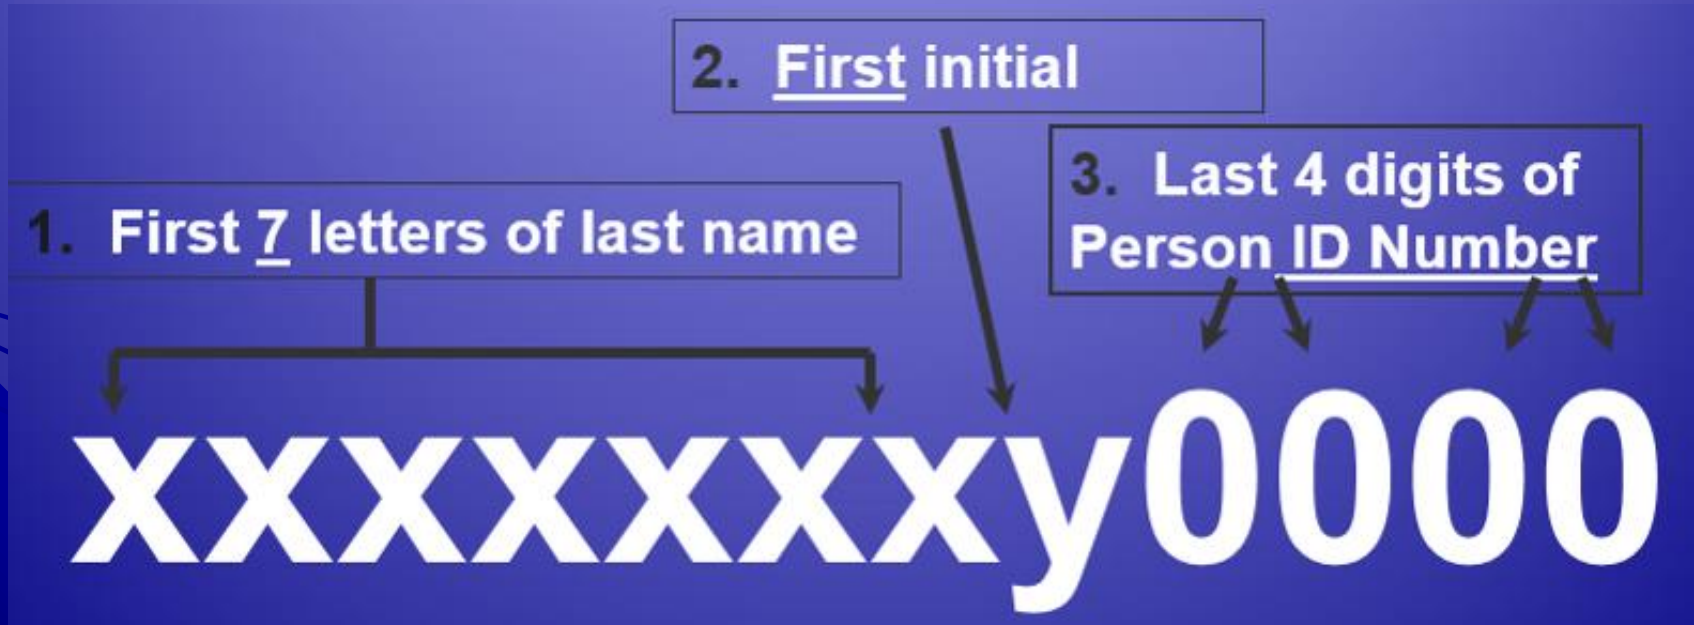 2. First initial
3. Last 4 digits of
Person ID Number
1. First 7 letters of last name
xxxxxxxy0000